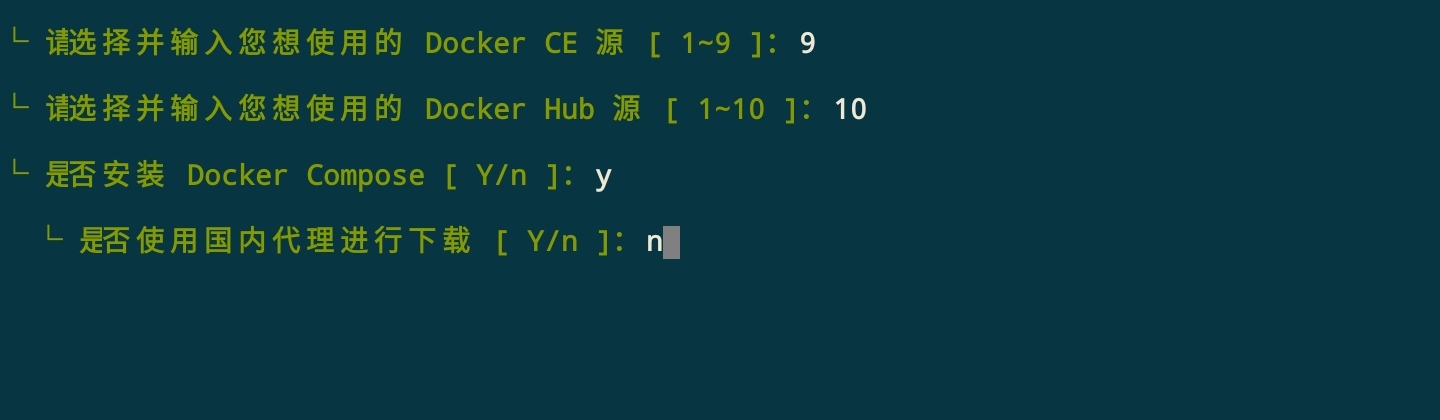 └ 请选择并输入您想使用的 Docker CE 源 [ 1~9 ]: 9
└ 请选择并输入您想使用的 Docker Hub 源 [ 1~10 ]: 10
└ 是否安装 Docker Compose [ Y/n ]: y
└ 是否使用国内代理进行下载 [ Y/n ]: n